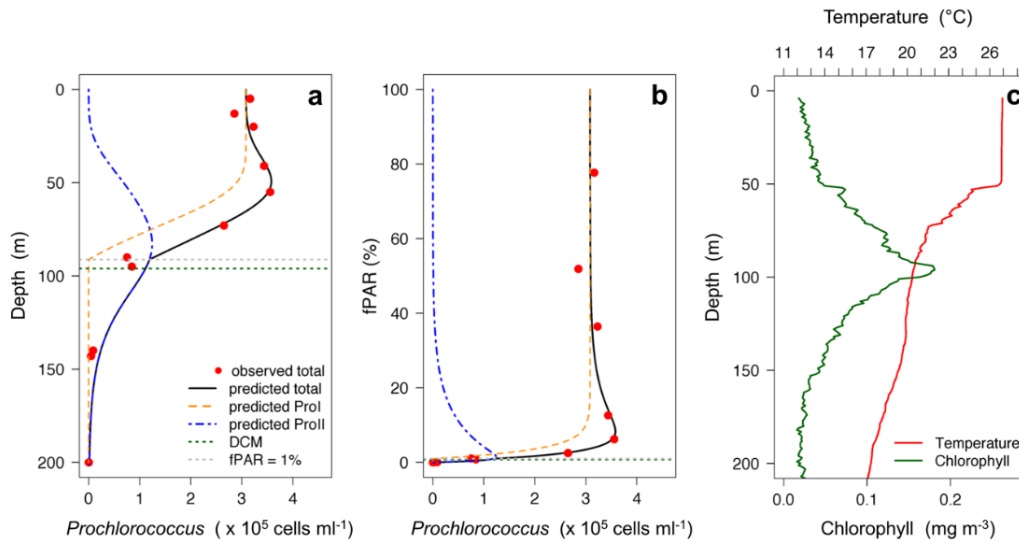 Temperature (°C)
11 14 17 20 23 26
a
b
c
0
50
100
150
200
Depth (m)
0 1 2 3 4
Prochlorococcus ( x 10⁵ cells ml⁻¹)
observed total
predicted total
predicted ProI
predicted ProII
DCM
fPAR = 1%
100
80
60
40
20
0
fPAR (%)
0 1 2 3 4
Prochlorococcus (x 10⁵ cells ml⁻¹)
0
50
100
150
200
Depth (m)
Temperature
Chlorophyll
0.0 0.1 0.2
Chlorophyll (mg m⁻³)